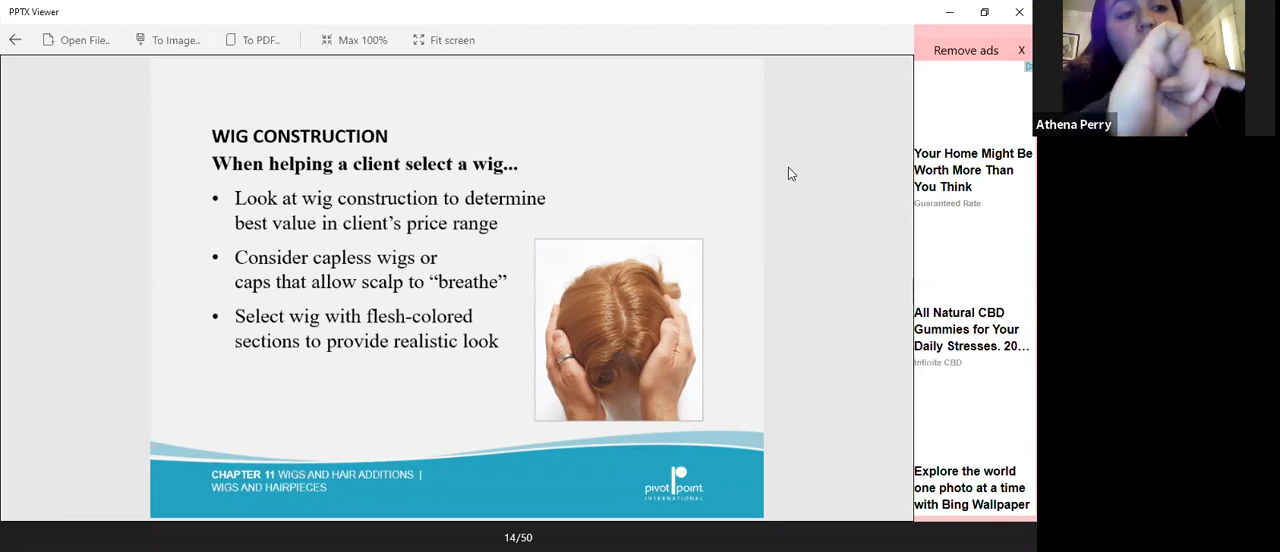 PPTX Viewer
Open File..
To Image..
To PDF..
Max 100%
Fit screen
Remove ads X
Athena Perry
WIG CONSTRUCTION
When helping a client select a wig...
• Look at wig construction to determine
best value in client's price range
• Consider capless wigs or
caps that allow scalp to “breathe”
• Select wig with flesh-colored
sections to provide realistic look
CHAPTER 11 WIGS AND HAIR ADDITIONS |
WIGS AND HAIRPIECES
pivot point
INTERNATIONAL
Your Home Might Be
Worth More Than
You Think
Guaranteed Rate
All Natural CBD
Gummies for Your
Daily Stresses. 20...
Infinite CBD
Explore the world
one photo at a time
with Bing Wallpaper
14/50